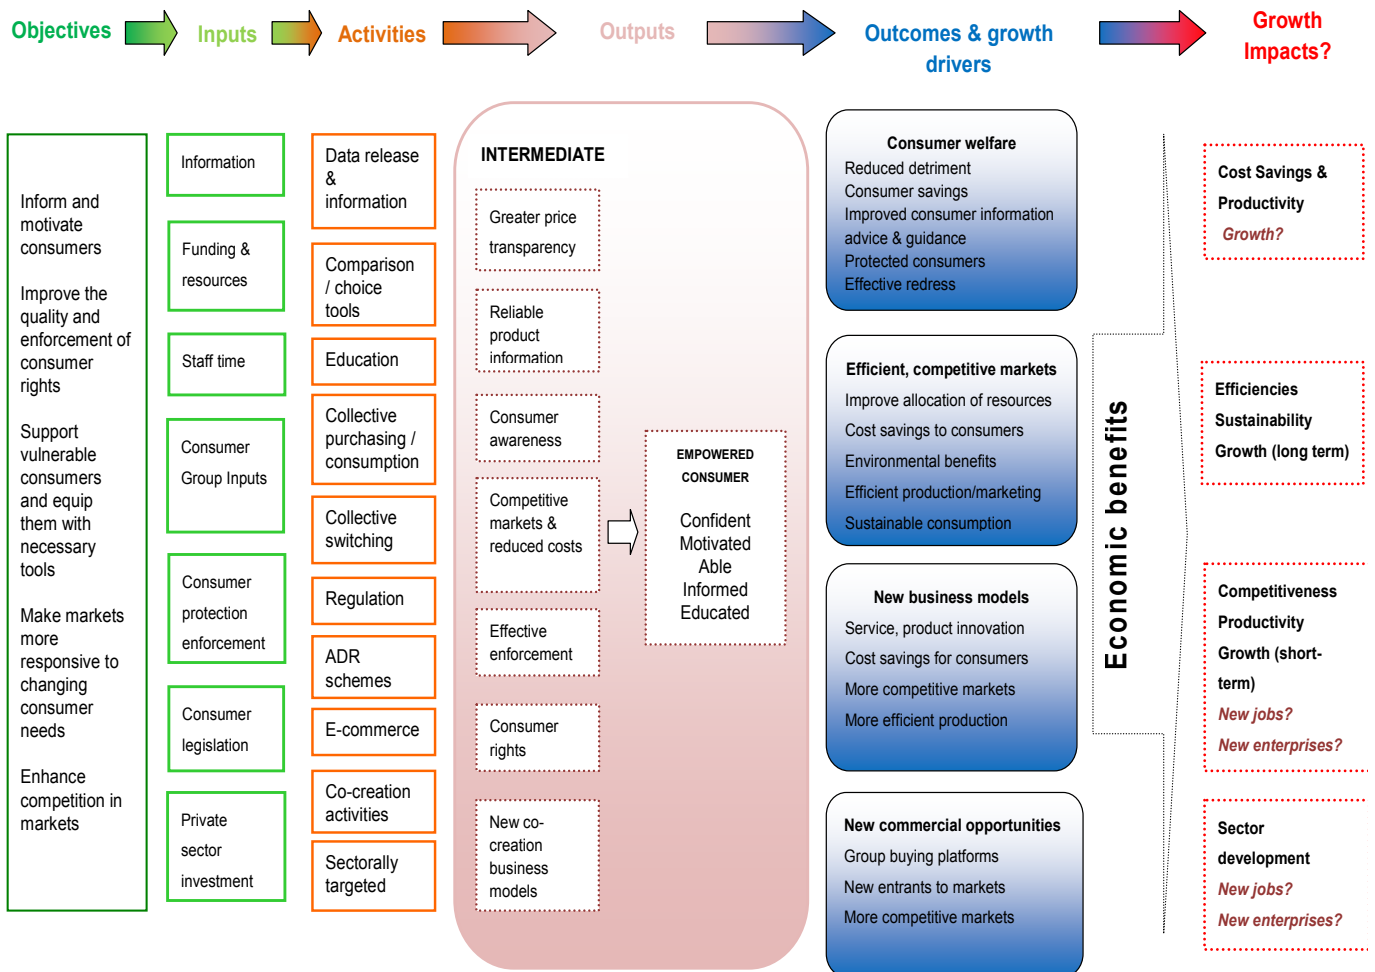 Objectives
Inputs
Activities
Outputs
Outcomes & growth
drivers
Growth
Impacts?
Inform and
motivate
consumers
Improve the
quality and
enforcement of
consumer
rights
Support
vulnerable
consumers
and equip
them with
necessary
tools
Make markets
more
responsive to
changing
consumer
needs
Enhance
competition in
markets
Information
Funding &
resources
Staff time
Consumer
Group Inputs
Consumer
protection
enforcement
Consumer
legislation
Private
sector
investment
Data release
&
information
Comparison
/ choice
tools
Education
Collective
purchasing /
consumption
Collective
switching
Regulation
ADR
schemes
E-commerce
Co-creation
activities
Sectorally
targeted
INTERMEDIATE
Greater price
transparency
Reliable
product
information
Consumer
awareness
Competitive
markets &
reduced costs
Effective
enforcement
Consumer
rights
New co-
creation
business
models
EMPOWERED
CONSUMER
Confident
Motivated
Able
Informed
Educated
Consumer welfare
Reduced detriment
Consumer savings
Improved consumer information
advice & guidance
Protected consumers
Effective redress
Efficient, competitive markets
Improve allocation of resources
Cost savings to consumers
Environmental benefits
Efficient production/marketing
Sustainable consumption
New business models
Service, product innovation
Cost savings for consumers
More competitive markets
More efficient production
New commercial opportunities
Group buying platforms
New entrants to markets
More competitive markets
Economic benefits
Cost Savings &
Productivity
Growth?
Efficiencies
Sustainability
Growth (long term)
Competitiveness
Productivity
Growth (short-
term)
New jobs?
New enterprises?
Sector
development
New jobs?
New enterprises?